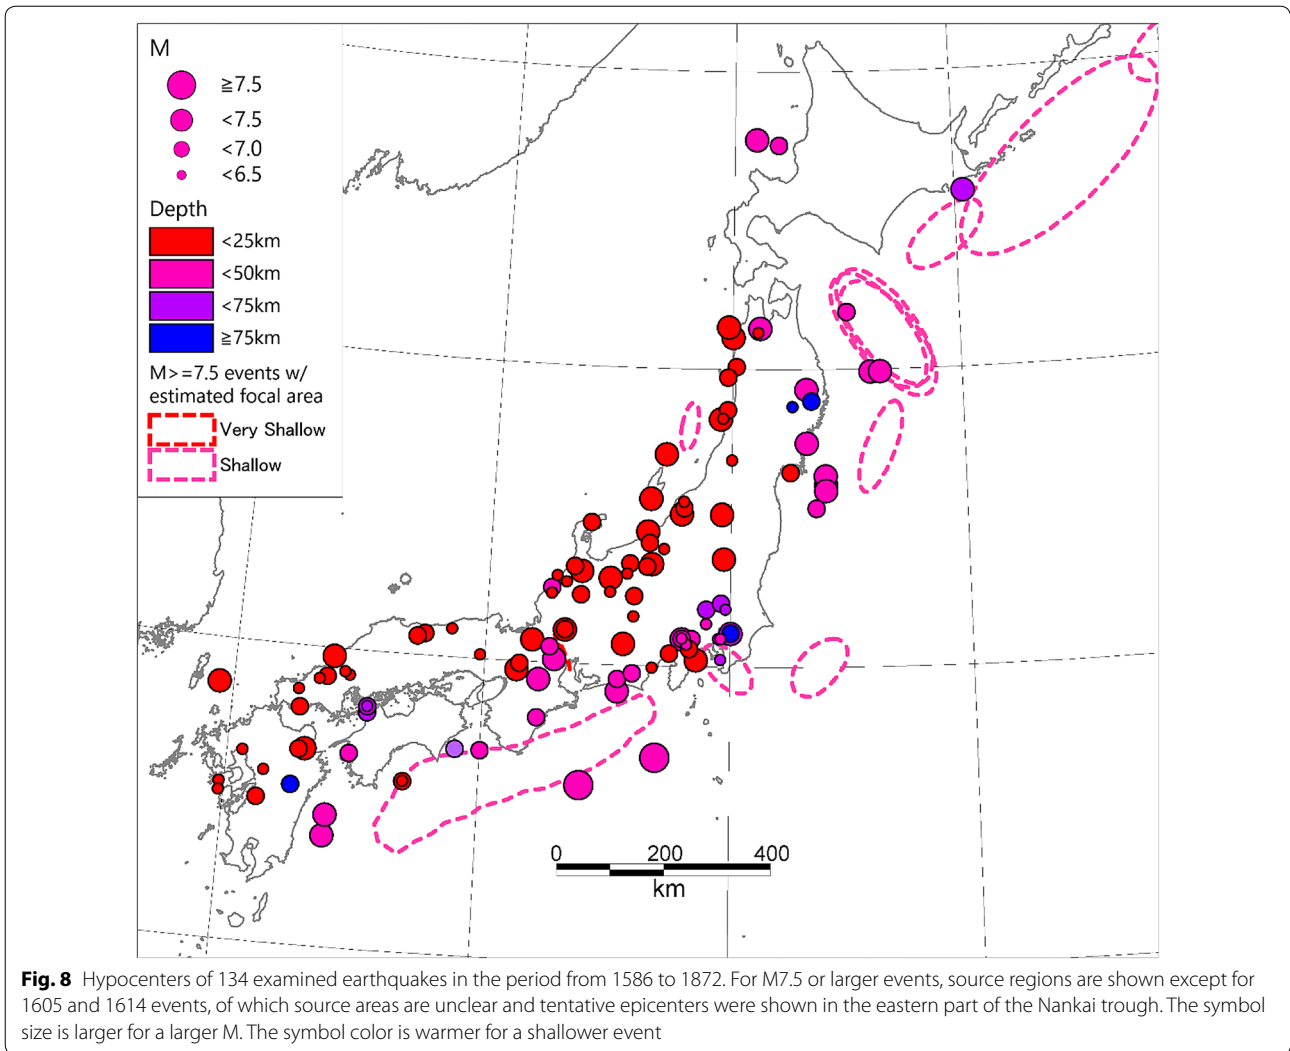 M
≧7.5
<7.5
<7.0
<6.5
Depth
<25km
<50km
<75km
≧75km
M>=7.5 events w/
estimated focal area
Very Shallow
Shallow
0 200 400
km
Fig. 8 Hypocenters of 134 examined earthquakes in the period from 1586 to 1872. For M7.5 or larger events, source regions are shown except for
1605 and 1614 events, of which source areas are unclear and tentative epicenters were shown in the eastern part of the Nankai trough. The symbol
size is larger for a larger M. The symbol color is warmer for a shallower event